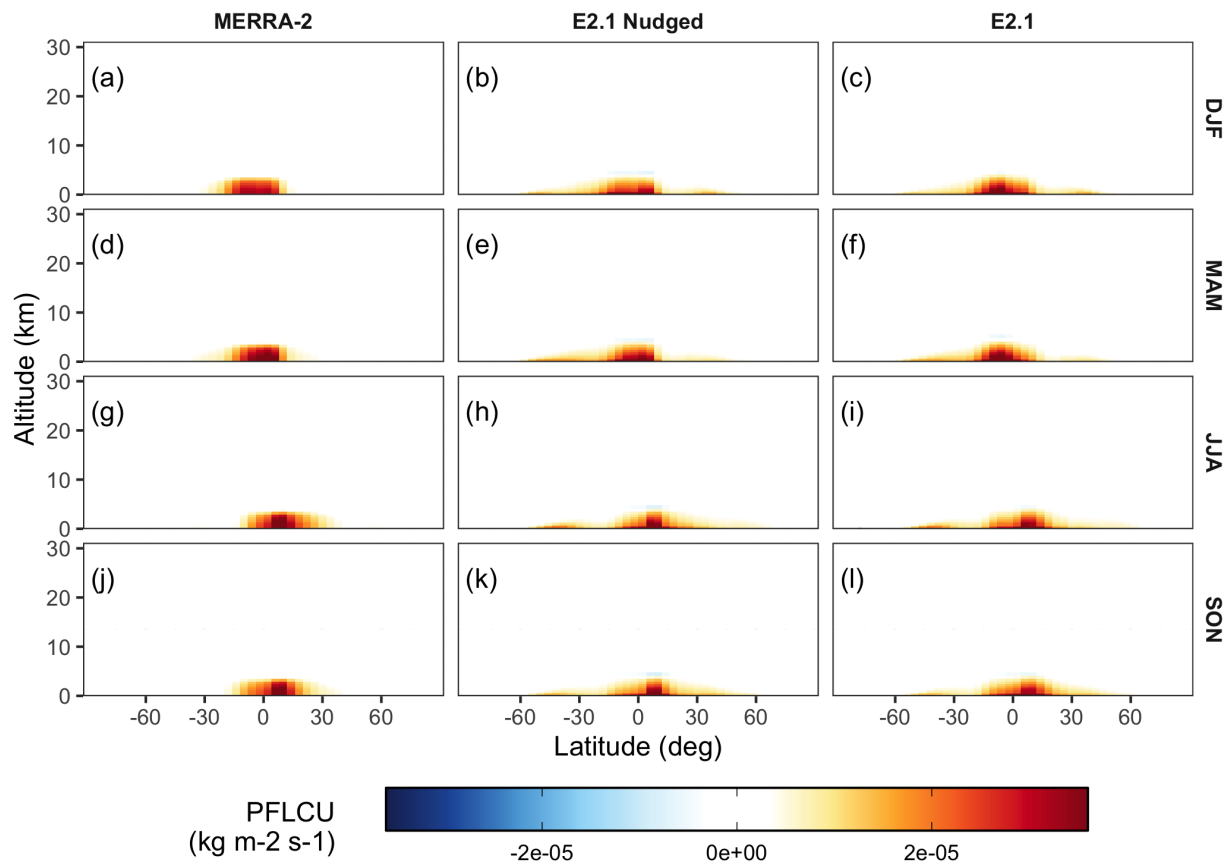 MERRA-2 E2.1 Nudged E2.1
30
20
10
0
(a) (b) (c)
DJF
30
20
10
0
(d) (e) (f)
MAM
Altitude (km)
30
20
10
0
(g) (h) (i)
JJA
30
20
10
0
(j) (k) (l)
SON
-60 -30 0 30 60 -60 -30 0 30 60 -60 -30 0 30 60
Latitude (deg)
PFLCU
(kg m-2 s-1)
-2e-05 0e+00 2e-05